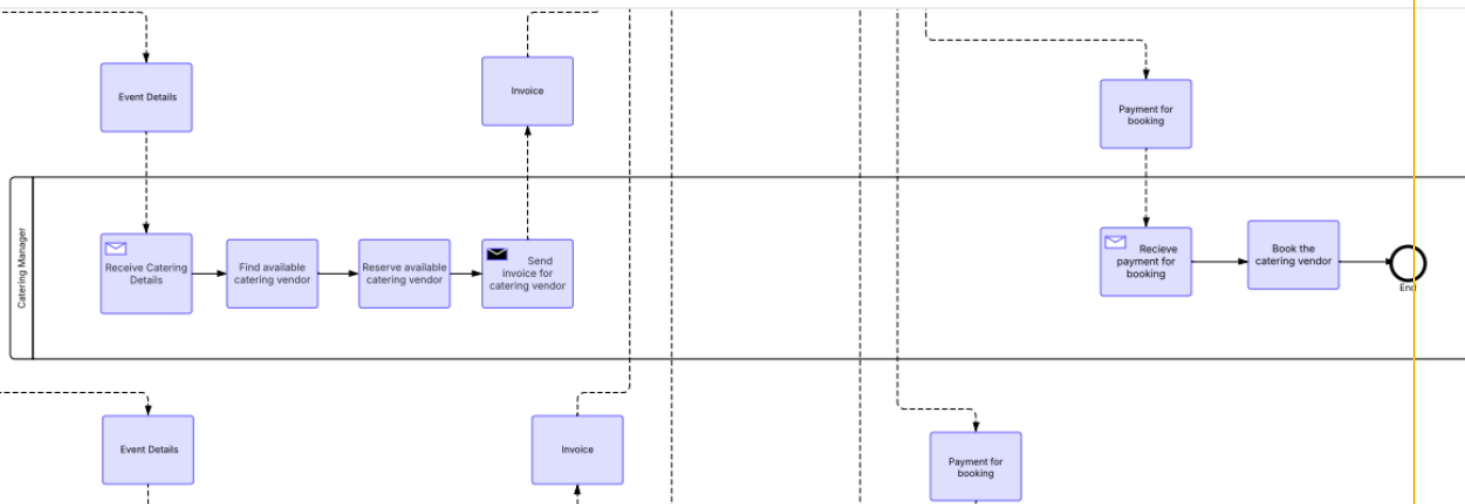 Event Details
Invoice
Payment for
booking
Catering Manager
Receive Catering
Details
Find available
catering vendor
Reserve available
catering vendor
Send
invoice for
catering vendor
Recieve
payment for
booking
Book the
catering vendor
End
Event Details
Invoice
Payment for
booking